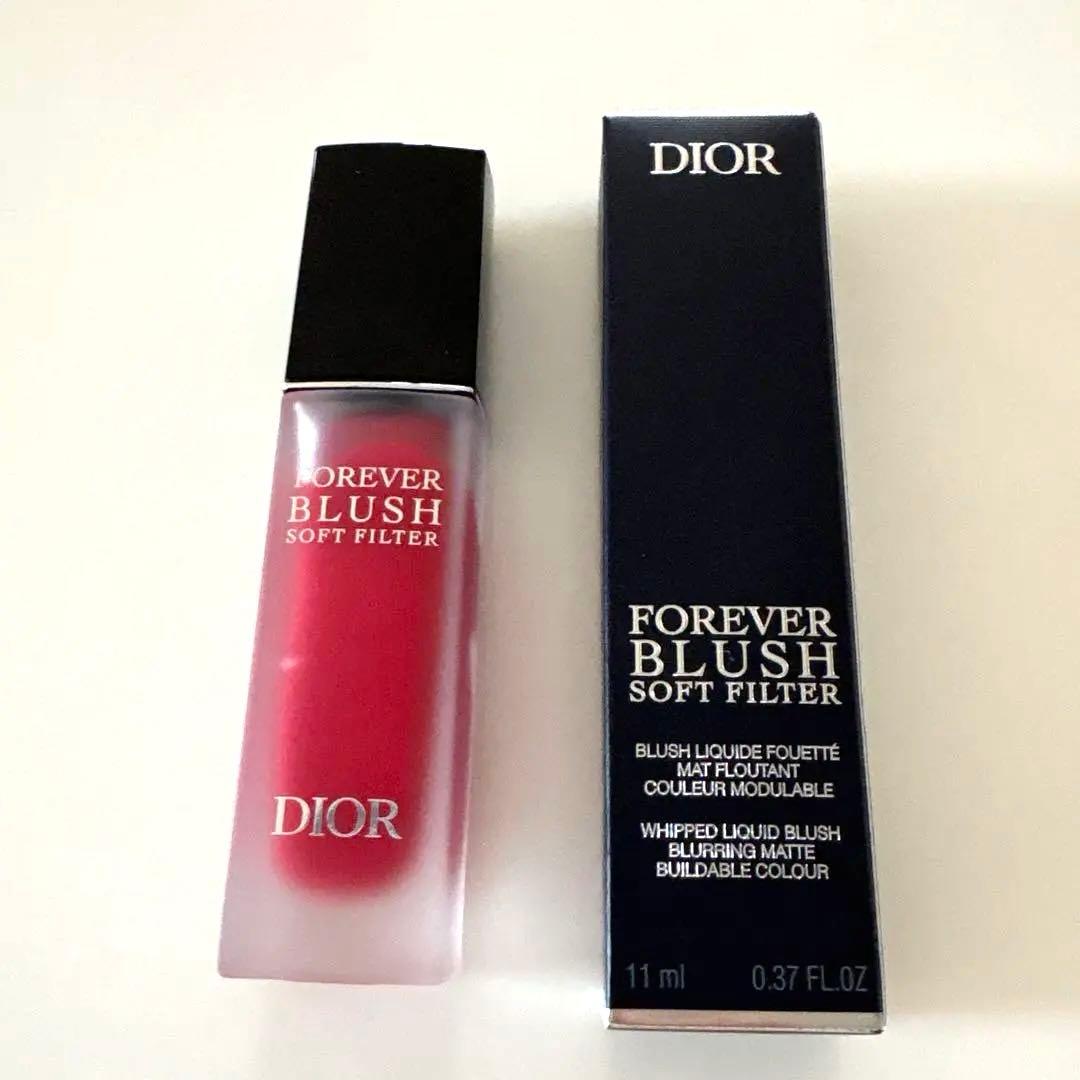 FOREVER
BLUSH
SOFT FILTER
DIOR
DIOR
FOREVER
BLUSH
SOFT FILTER
BLUSH LIQUIDE FOUETTÉ
MAT FLOUTANT
COULEUR MODULABLE
WHIPPED LIQUID BLUSH
BLURRING MATTE
BUILDABLE COLOUR
11 ml 0.37 FL.OZ